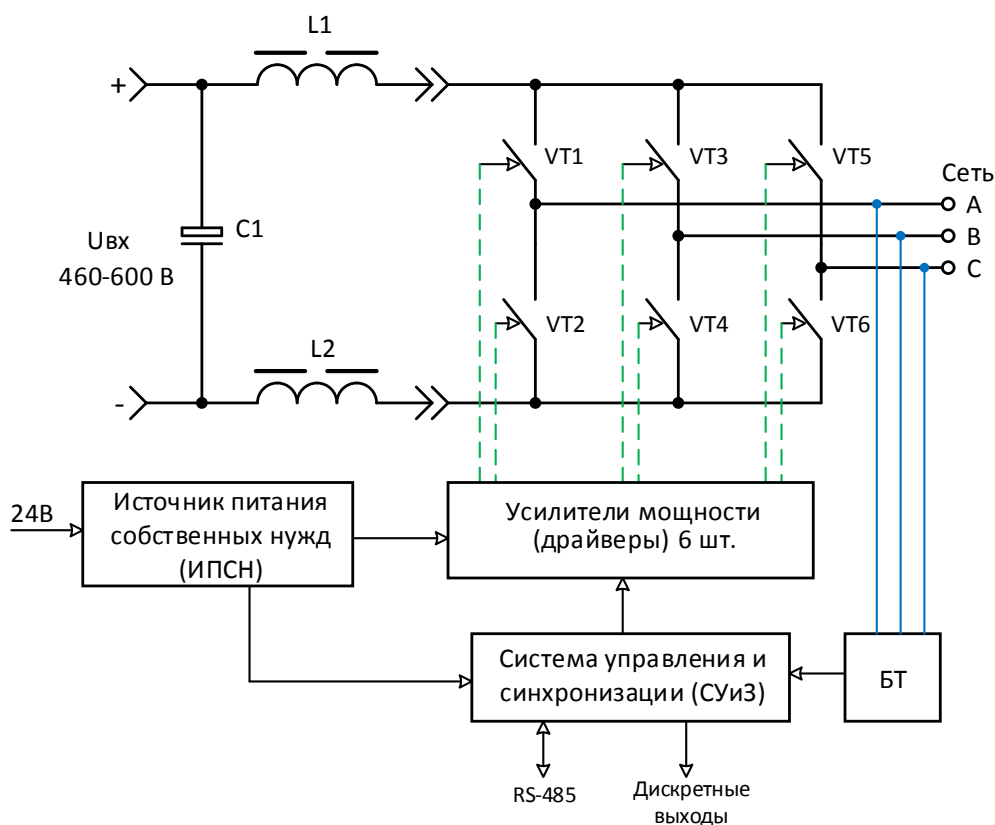 L1
+
VT1
VT3
VT5
Сеть
A
B
C
C1
Uвх
460-600 В
VT2
VT4
VT6
L2
-
24В
Источник питания
собственных нужд
(ИПСН)
Усилители мощности
(драйверы) 6 шт.
Система управления и
синхронизации (СУиЗ)
БТ
RS-485
Дискретные
выходы